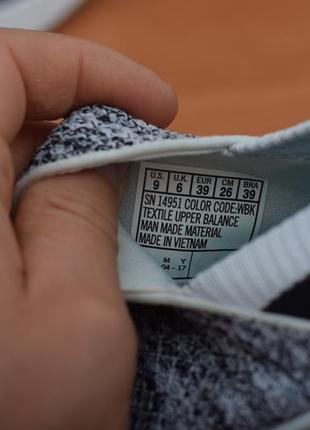 U.S. U.K. EUR CM BRA
9 6 39 26 39
SN 14951 COLOR CODE:WBK
TEXTILE UPPER BALANCE
MAN MADE MATERIAL
MADE IN VIETNAM
M Y
04 - 17